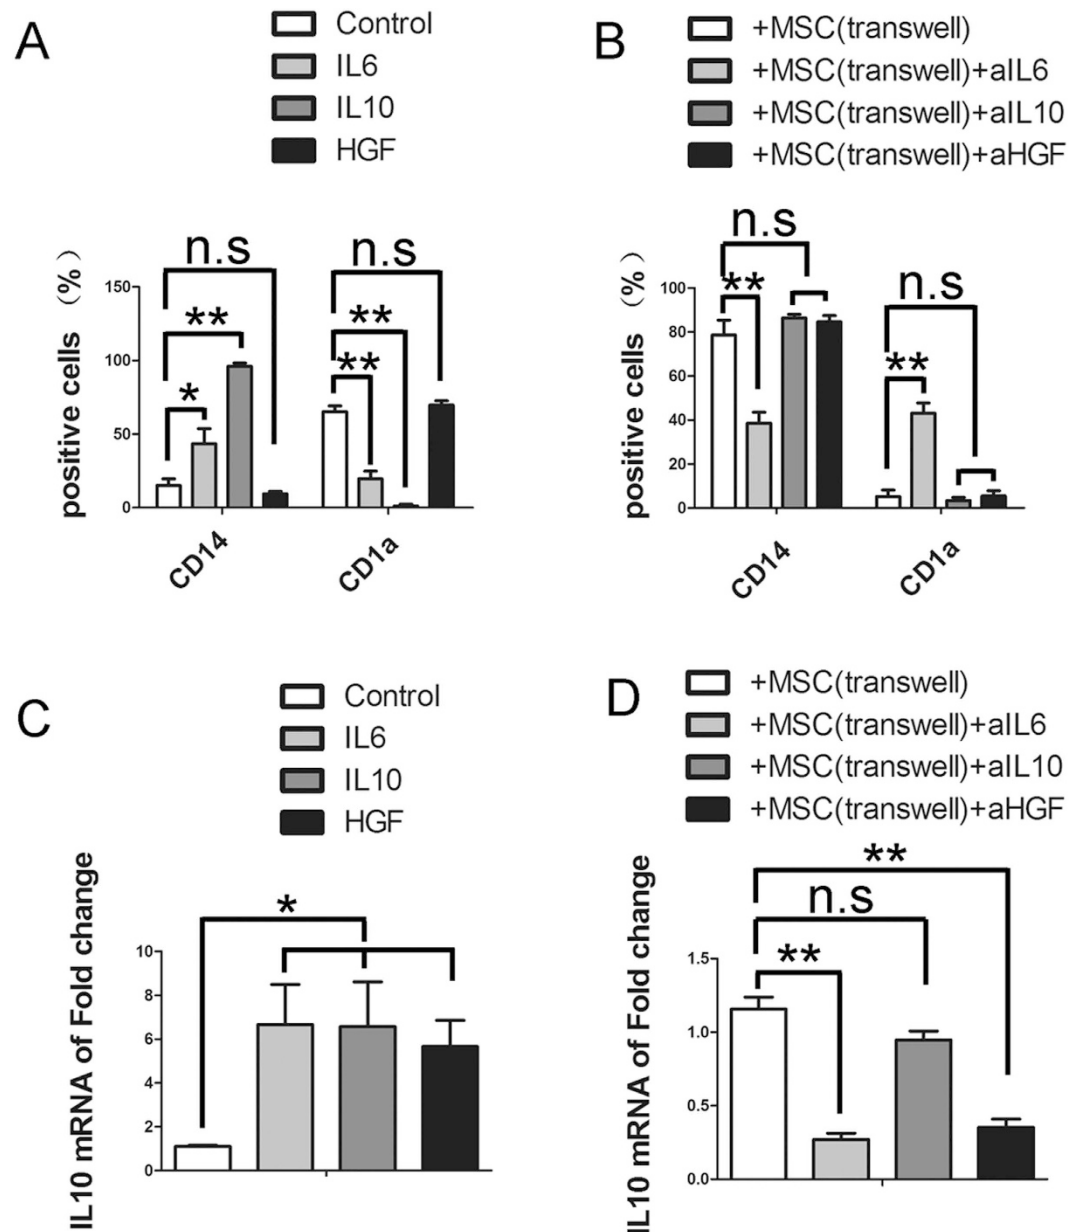 A
Control
IL6
IL10
HGF
positive cells（%）
n.s
n.s
**
**
**
*
150
100
50
0
CD14
CD1a
B
+MSC(transwell)
+MSC(transwell)+aIL6
+MSC(transwell)+aIL10
+MSC(transwell)+aHGF
positive cells（%）
n.s
**
n.s
**
100
80
60
40
20
0
CD14
CD1a
C
Control
IL6
IL10
HGF
IL10 mRNA of Fold change
*
10
8
6
4
2
0
D
+MSC(transwell)
+MSC(transwell)+aIL6
+MSC(transwell)+aIL10
+MSC(transwell)+aHGF
IL10 mRNA of Fold change
**
n.s
**
1.5
1.0
0.5
0.0